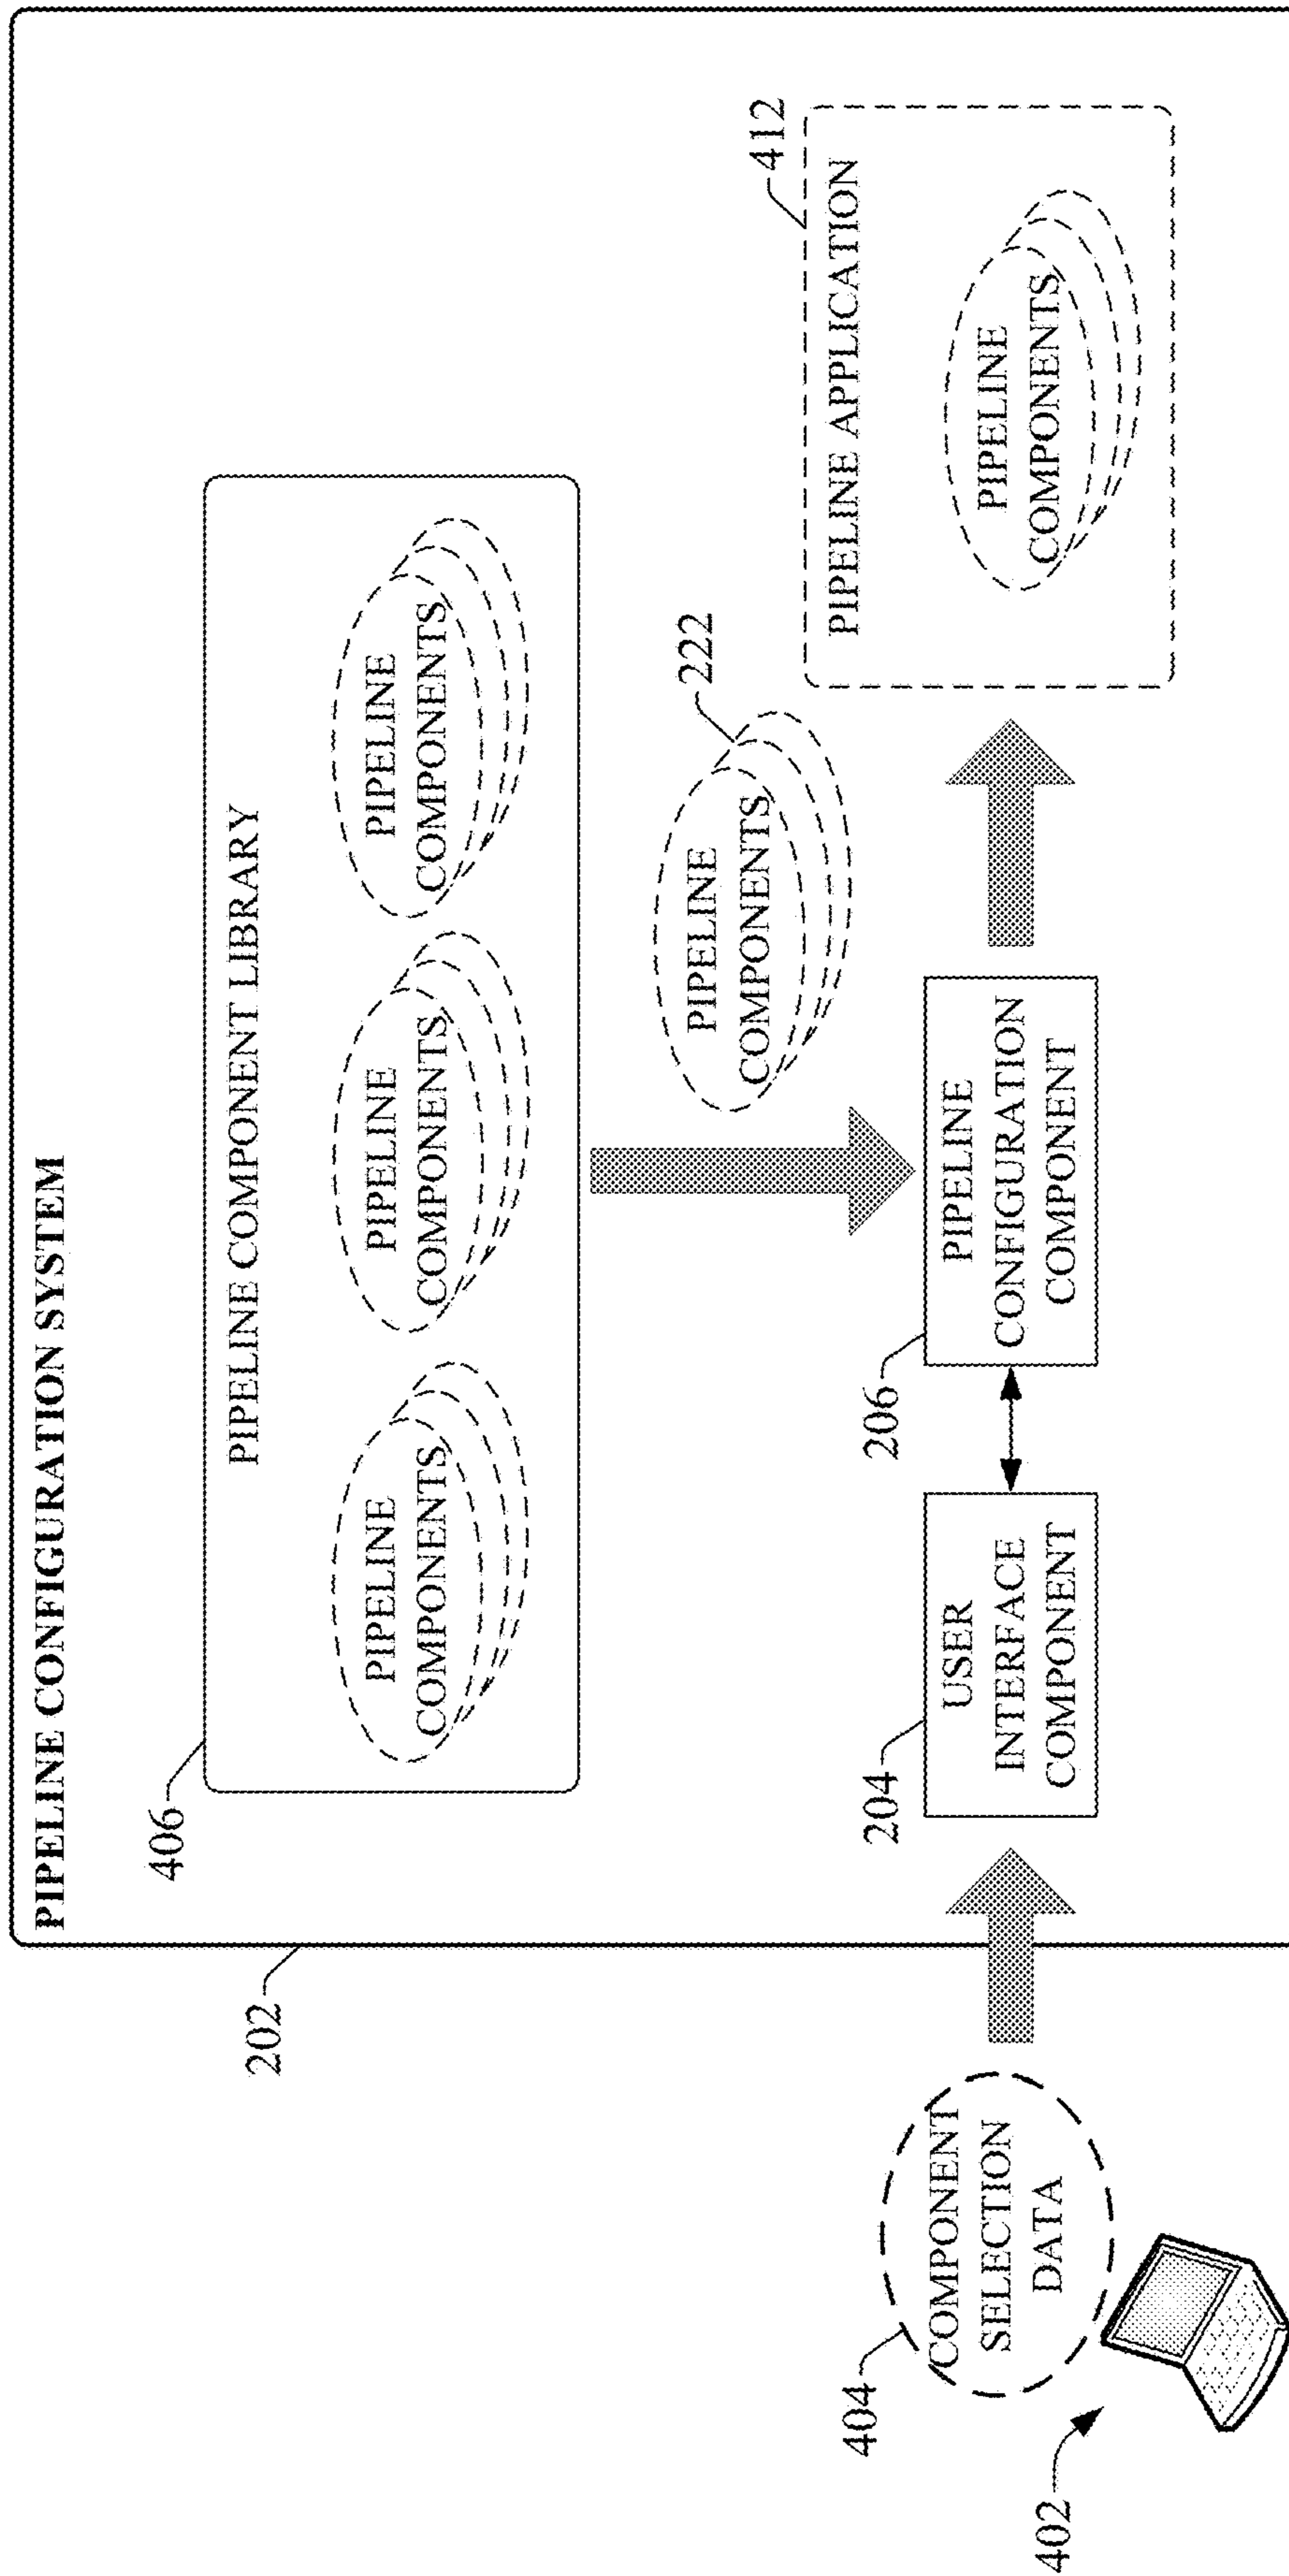 PIPELINE CONFIGURATION SYSTEM
202
406
PIPELINE COMPONENT LIBRARY
PIPELINE
COMPONENTS
PIPELINE
COMPONENTS
PIPELINE
COMPONENTS
PIPELINE
COMPONENTS
222
404
COMPONENT
SELECTION
DATA
402
204
USER
INTERFACE
COMPONENT
206
PIPELINE
CONFIGURATION
COMPONENT
412
PIPELINE APPLICATION
PIPELINE
COMPONENTS